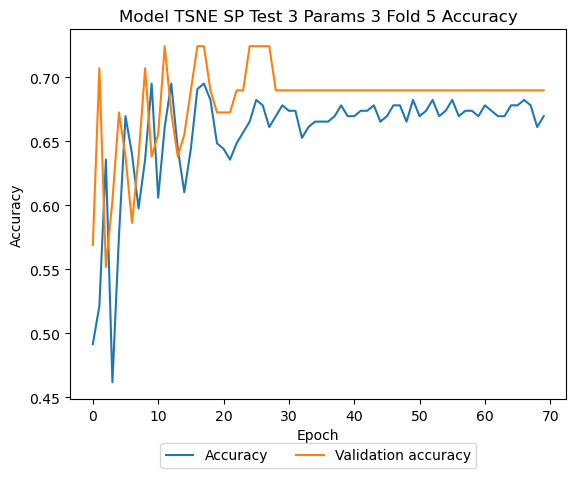 Model TSNE SP Test 3 Params 3 Fold 5 Accuracy
0.70
0.65
0.60
0.55
0.50
0.45
Accuracy
0 10 20 30 40 50 60 70
Epoch
Accuracy Validation accuracy